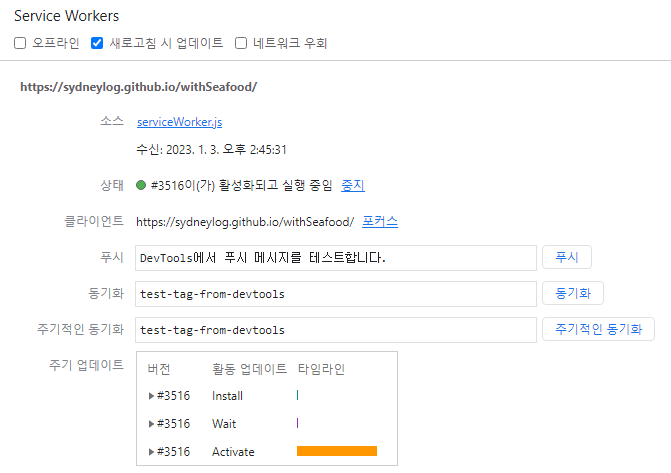 Service Workers
오프라인 새로고침 시 업데이트 네트워크 우회
https://sydneylog.github.io/withSeafood/
소스 serviceWorker.js
수신: 2023. 1. 3. 오후 2:45:31
상태 #3516이(가) 활성화되고 실행 중임 중지
클라이언트 https://sydneylog.github.io/withSeafood/ 포커스
푸시 DevTools에서 푸시 메시지를 테스트합니다. 푸시
동기화 test-tag-from-devtools 동기화
주기적인 동기화 test-tag-from-devtools 주기적인 동기화
주기 업데이트 버전 활동 업데이트 타임라인
#3516 Install
#3516 Wait
#3516 Activate